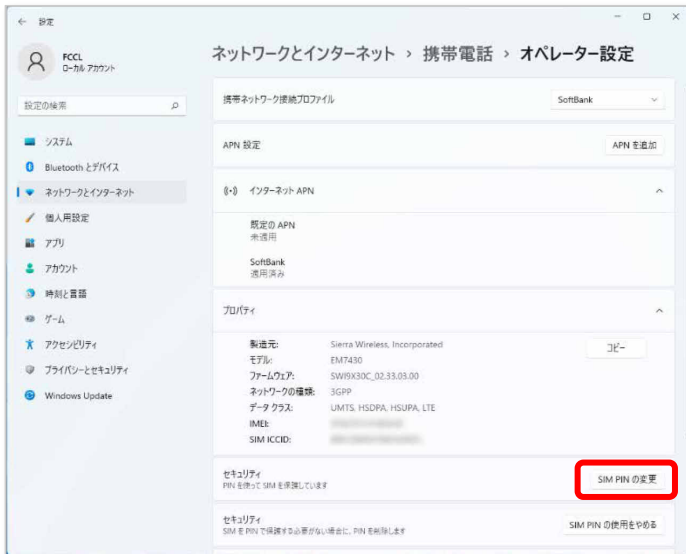 ← 設定
FCCL
ローカル アカウント
設定の検索
システム
Bluetooth とデバイス
ネットワークとインターネット
個人用設定
アプリ
アカウント
時刻と言語
ゲーム
アクセシビリティ
プライバシーとセキュリティ
Windows Update
ネットワークとインターネット › 携帯電話 › オペレーター設定
携帯ネットワーク接続プロファイル SoftBank
APN 設定 APN を追加
インターネット APN
既定の APN
未適用
SoftBank
適用済み
プロパティ
製造元: Sierra Wireless, Incorporated コピー
モデル: EM7430
ファームウェア: SWI9X30C_02.33.03.00
ネットワークの種類: 3GPP
データ クラス: UMTS, HSDPA, HSUPA, LTE
IMEI:
SIM ICCID:
セキュリティ
PIN を使って SIM を保護しています SIM PIN の変更
セキュリティ
SIM を PIN で保護する必要がない場合に、PIN を削除します SIM PIN の使用をやめる